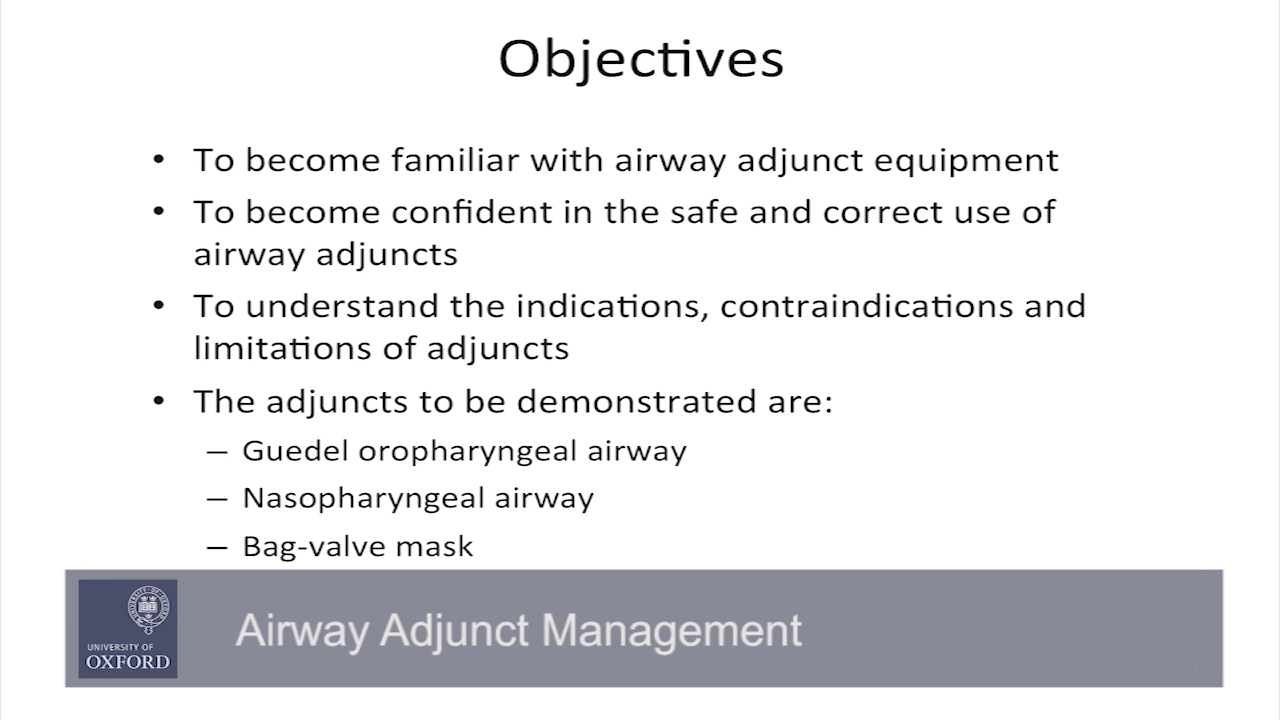 Objectives
• To become familiar with airway adjunct equipment
• To become confident in the safe and correct use of
airway adjuncts
• To understand the indications, contraindications and
limitations of adjuncts
• The adjuncts to be demonstrated are:
– Guedel oropharyngeal airway
– Nasopharyngeal airway
– Bag-valve mask
UNIVERSITY OF
OXFORD
Airway Adjunct Management